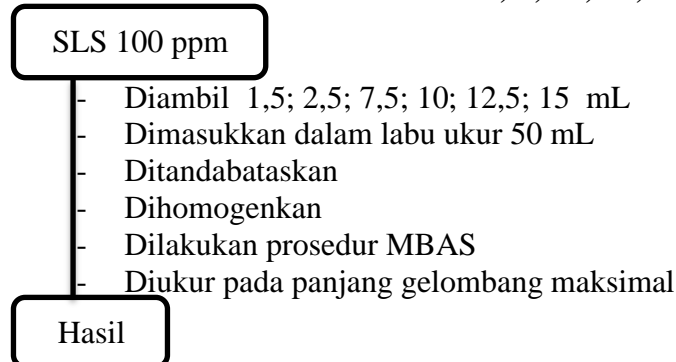 SLS 100 ppm
- Diambil 1,5; 2,5; 7,5; 10; 12,5; 15 mL
- Dimasukkan dalam labu ukur 50 mL
- Ditandabataskan
- Dihomogenkan
- Dilakukan prosedur MBAS
- Diukur pada panjang gelombang maksimal
Hasil